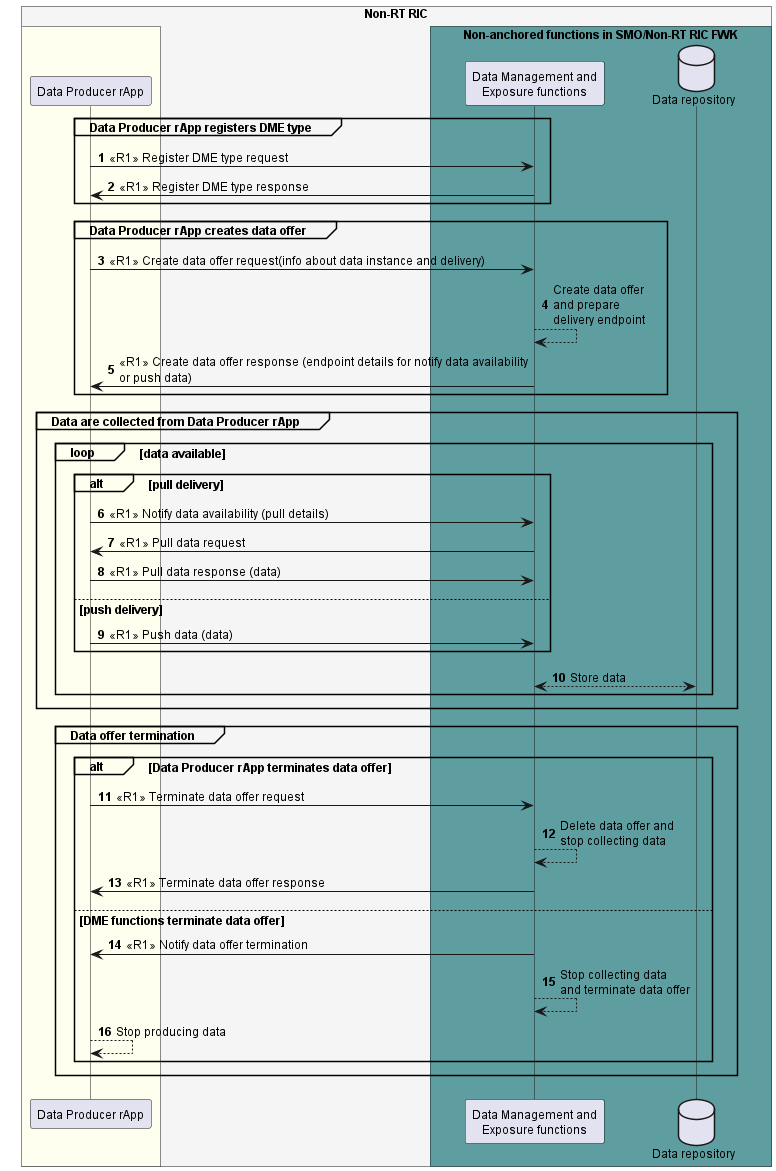 Non-RT RIC
Non-anchored functions in SMO/Non-RT RIC FWK
Data Producer rApp
Data Management and
Exposure functions
Data repository
Data Producer rApp registers DME type
1 «R1» Register DME type request
2 «R1» Register DME type response
Data Producer rApp creates data offer
3 «R1» Create data offer request(info about data instance and delivery)
4 Create data offer
and prepare
delivery endpoint
5 «R1» Create data offer response (endpoint details for notify data availability
or push data)
Data are collected from Data Producer rApp
loop [data available]
alt [pull delivery]
6 «R1» Notify data availability (pull details)
7 «R1» Pull data request
8 «R1» Pull data response (data)
[push delivery]
9 «R1» Push data (data)
10 Store data
Data offer termination
alt [Data Producer rApp terminates data offer]
11 «R1» Terminate data offer request
12 Delete data offer and
stop collecting data
13 «R1» Terminate data offer response
[DME functions terminate data offer]
14 «R1» Notify data offer termination
15 Stop collecting data
and terminate data offer
16 Stop producing data
Data Producer rApp
Data Management and
Exposure functions
Data repository